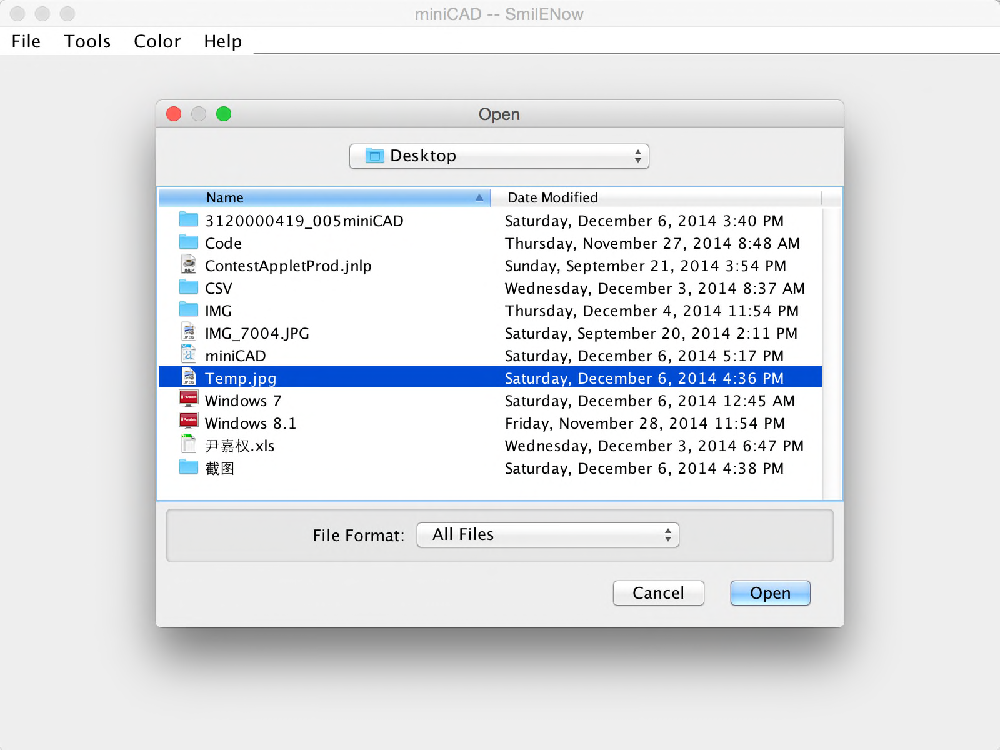 miniCAD -- SmilENow
File Tools Color Help
Open
Desktop
Name Date Modified
3120000419_005miniCAD Saturday, December 6, 2014 3:40 PM
Code Thursday, November 27, 2014 8:48 AM
JNLP ContestAppletProd.jnlp Sunday, September 21, 2014 3:54 PM
CSV Wednesday, December 3, 2014 8:37 AM
IMG Thursday, December 4, 2014 11:54 PM
JPEG IMG_7004.JPG Saturday, September 20, 2014 2:11 PM
a miniCAD Saturday, December 6, 2014 5:17 PM
JPEG Temp.jpg Saturday, December 6, 2014 4:36 PM
Parallels Windows 7 Saturday, December 6, 2014 12:45 AM
Parallels Windows 8.1 Friday, November 28, 2014 11:54 PM
尹嘉权.xls Wednesday, December 3, 2014 6:47 PM
截图 Saturday, December 6, 2014 4:38 PM
File Format: All Files
Cancel Open